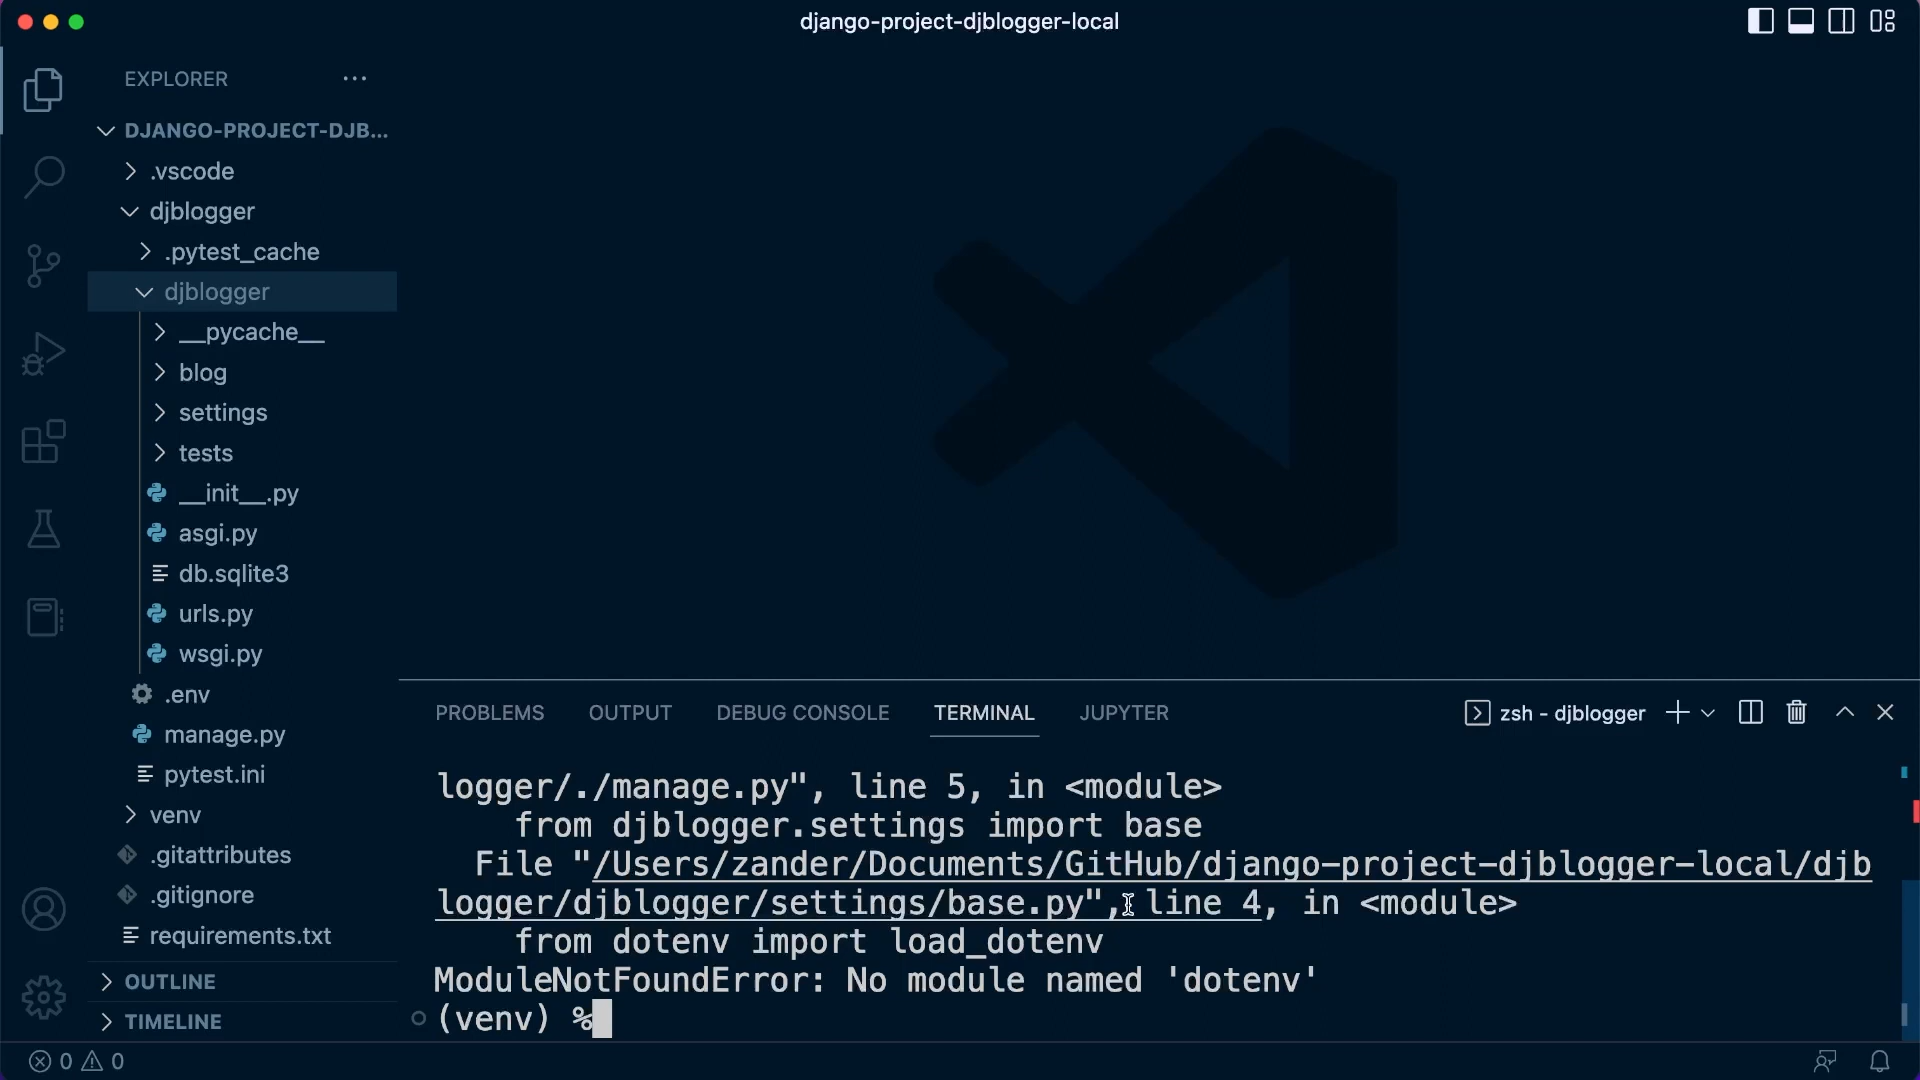 django-project-djblogger-local
EXPLORER
DJANGO-PROJECT-DJB...
.vscode
djblogger
.pytest_cache
djblogger
__pycache__
blog
settings
tests
__init__.py
asgi.py
db.sqlite3
urls.py
wsgi.py
.env
manage.py
pytest.ini
venv
.gitattributes
.gitignore
requirements.txt
OUTLINE
TIMELINE
PROBLEMS OUTPUT DEBUG CONSOLE TERMINAL JUPYTER zsh - djblogger
logger/./manage.py", line 5, in <module>
from djblogger.settings import base
File "/Users/zander/Documents/GitHub/django-project-djblogger-local/djb
logger/djblogger/settings/base.py", line 4, in <module>
from dotenv import load_dotenv
ModuleNotFoundError: No module named 'dotenv'
(venv) %
0 0